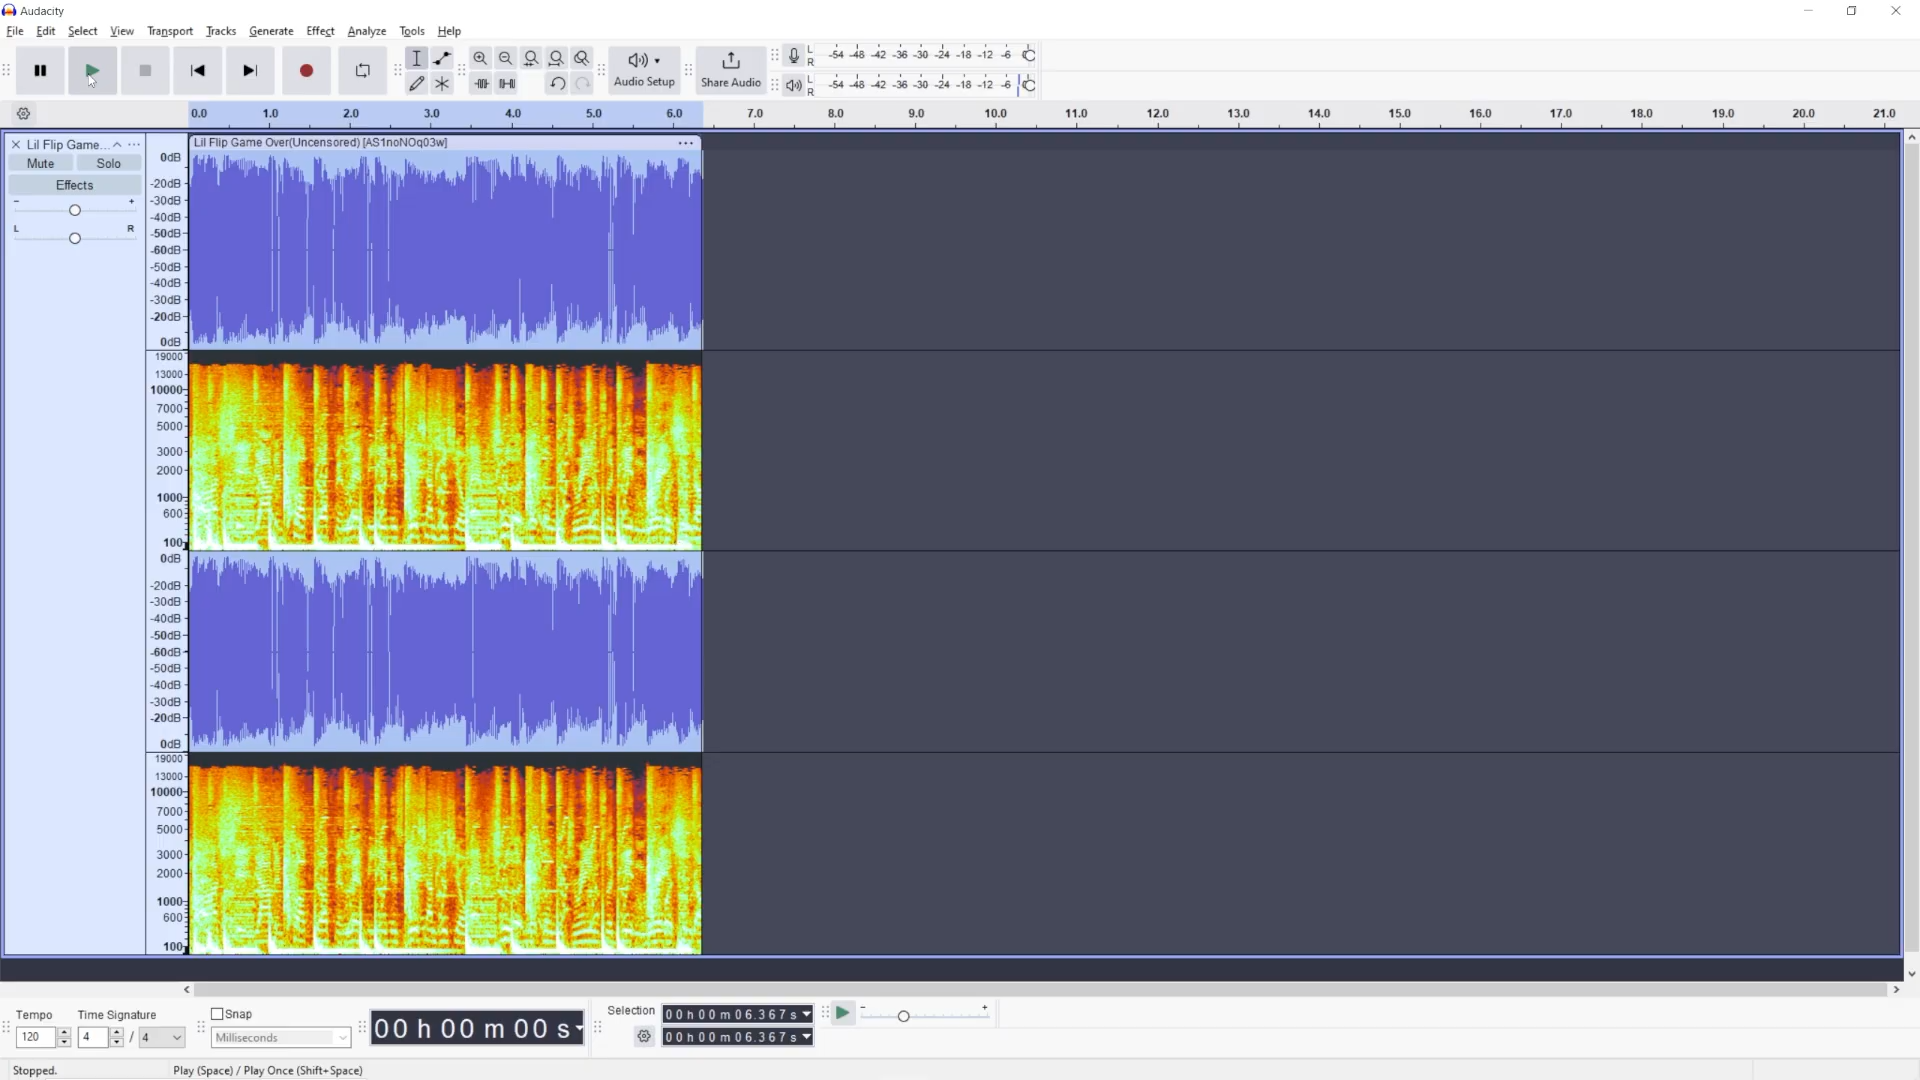 Audacity
File Edit Select View Transport Tracks Generate Effect Analyze Tools Help
Audio Setup
Share Audio
L R -54 -48 -42 -36 -30 -24 -18 -12 -6 0
L R -54 -48 -42 -36 -30 -24 -18 -12 -6 0
0.0 1.0 2.0 3.0 4.0 5.0 6.0 7.0 8.0 9.0 10.0 11.0 12.0 13.0 14.0 15.0 16.0 17.0 18.0 19.0 20.0 21.0
Lil Flip Game...
Lil Flip Game Over(Uncensored) [AS1noNOq03w]
Mute Solo
Effects
- +
L R
0dB
-20dB
-30dB
-40dB
-50dB
-60dB
-50dB
-40dB
-30dB
-20dB
0dB
19000
13000
10000
7000
5000
3000
2000
1000
600
100
0dB
-20dB
-30dB
-40dB
-50dB
-60dB
-50dB
-40dB
-30dB
-20dB
0dB
19000
13000
10000
7000
5000
3000
2000
1000
600
100
Tempo Time Signature
120 4 / 4
Snap
Milliseconds
00 h 00 m 00 s
Selection
00 h 00 m 06.367 s
00 h 00 m 06.367 s
- +
Stopped. Play (Space) / Play Once (Shift+Space)